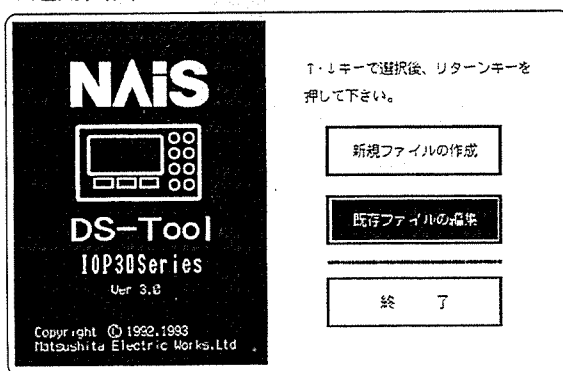 NAiS
DS-Tool
IOP30Series
Ver 3.0
Copyright © 1992.1993
Matsushita Electric Works.Ltd
↑・↓キーで選択後、リターンキーを
押して下さい。
新規ファイルの作成
既存ファイルの編集
終 了